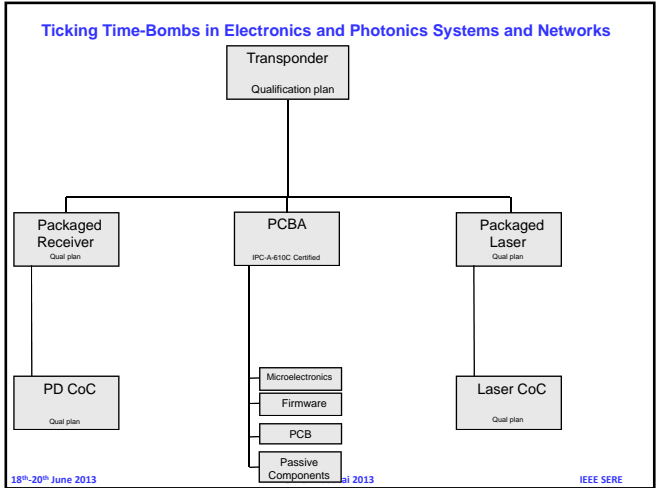 Ticking Time-Bombs in Electronics and Photonics Systems and Networks
Transponder
Qualification plan
Packaged
Receiver
Qual plan
PCBA
IPC-A-610C Certified
Packaged
Laser
Qual plan
PD CoC
Qual plan
Microelectronics
Firmware
PCB
Passive
Components
Laser CoC
Qual plan
18th-20th June 2013
2013
IEEE SERE